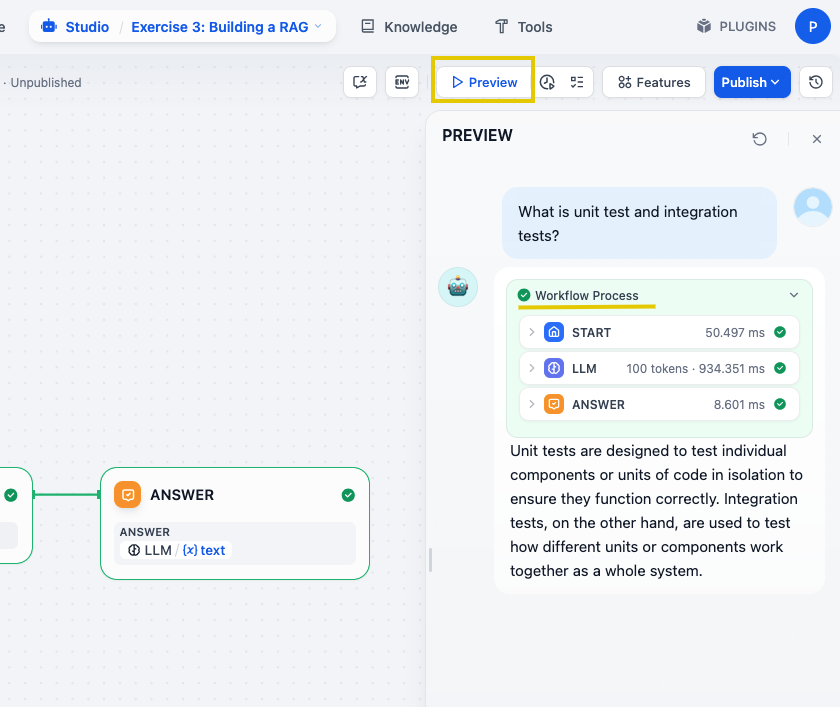 e
Studio / Exercise 3: Building a RAG
Knowledge
Tools
PLUGINS
P
· Unpublished
ENV
Preview
Features
Publish
PREVIEW
What is unit test and integration
tests?
Workflow Process
START 50.497 ms
LLM 100 tokens · 934.351 ms
ANSWER 8.601 ms
Unit tests are designed to test individual
components or units of code in isolation to
ensure they function correctly. Integration
tests, on the other hand, are used to test
how different units or components work
together as a whole system.
ANSWER
ANSWER
LLM / {x} text